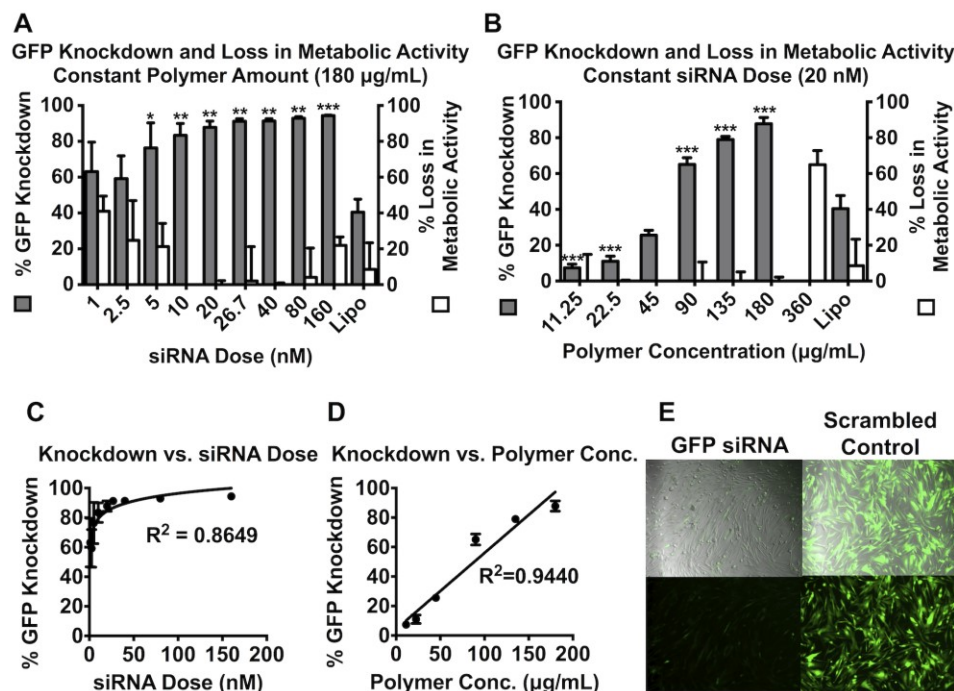 A
GFP Knockdown and Loss in Metabolic Activity
Constant Polymer Amount (180 µg/mL)
% GFP Knockdown
100
80
60
40
20
0
* ** ** ** ** ** ***
100
80
60
40
20
0
% Loss in
Metabolic Activity
1 2.5 5 10 20 26.7 40 80 160 Lipo
siRNA Dose (nM)
B
GFP Knockdown and Loss in Metabolic Activity
Constant siRNA Dose (20 nM)
% GFP Knockdown
100
80
60
40
20
0
*** *** *** *** ***
100
80
60
40
20
0
% Loss in
Metabolic Activity
11.25 22.5 45 90 135 180 360 Lipo
Polymer Concentration (µg/mL)
C
Knockdown vs. siRNA Dose
% GFP Knockdown
100
80
60
40
20
0
R² = 0.8649
0 50 100 150 200
siRNA Dose (nM)
D
Knockdown vs. Polymer Conc.
% GFP Knockdown
100
80
60
40
20
0
R²=0.9440
0 50 100 150 200
Polymer Conc. (µg/mL)
E
GFP siRNA
Scrambled
Control